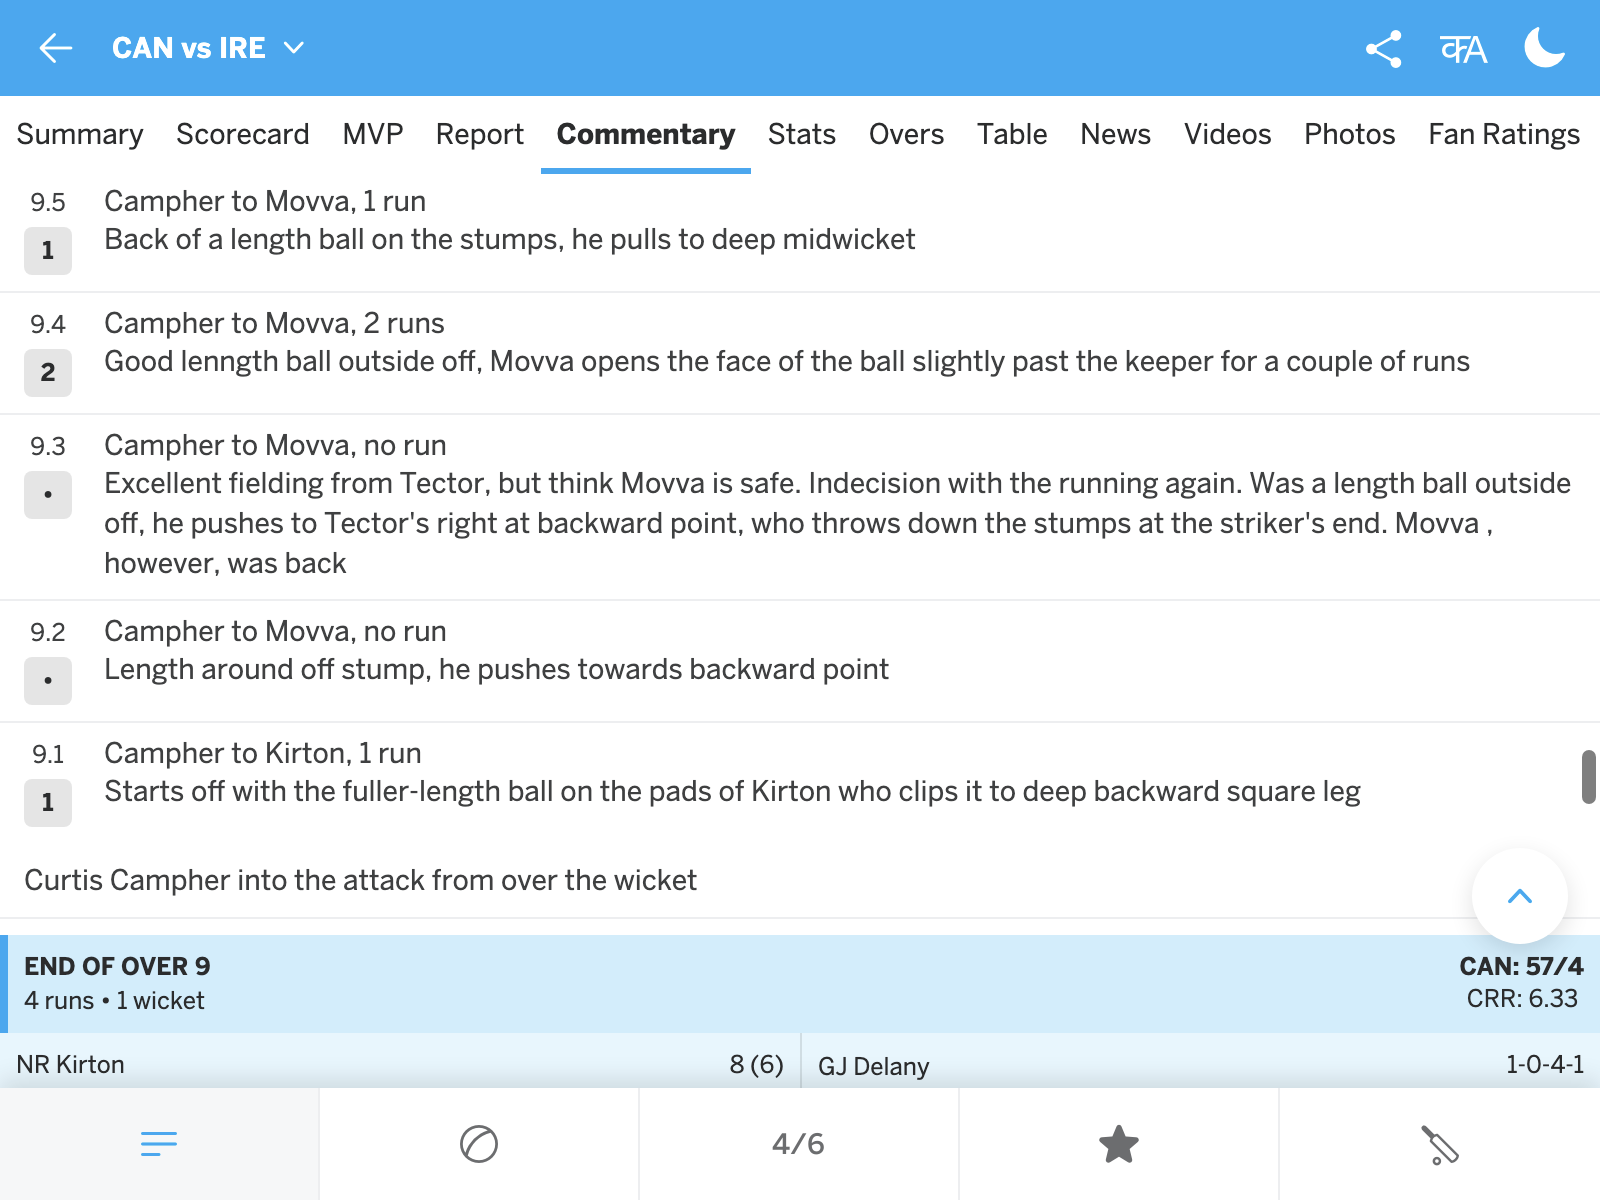 CAN vs IRE
Summary Scorecard MVP Report Commentary Stats Overs Table News Videos Photos Fan Ratings
9.5 Campher to Movva, 1 run
1 Back of a length ball on the stumps, he pulls to deep midwicket
9.4 Campher to Movva, 2 runs
2 Good lenngth ball outside off, Movva opens the face of the ball slightly past the keeper for a couple of runs
9.3 Campher to Movva, no run
• Excellent fielding from Tector, but think Movva is safe. Indecision with the running again. Was a length ball outside
off, he pushes to Tector's right at backward point, who throws down the stumps at the striker's end. Movva ,
however, was back
9.2 Campher to Movva, no run
• Length around off stump, he pushes towards backward point
9.1 Campher to Kirton, 1 run
1 Starts off with the fuller-length ball on the pads of Kirton who clips it to deep backward square leg
Curtis Campher into the attack from over the wicket
END OF OVER 9 CAN: 57/4
4 runs • 1 wicket CRR: 6.33
NR Kirton 8 (6) GJ Delany 1-0-4-1
4/6